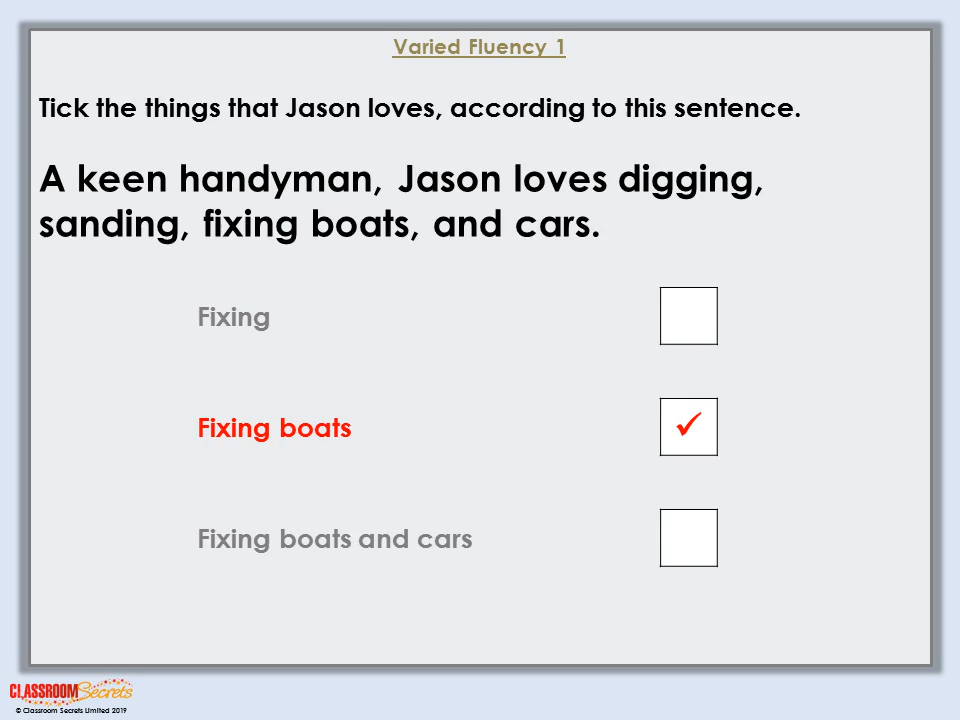 Varied Fluency 1
Tick the things that Jason loves, according to this sentence.
A keen handyman, Jason loves digging,
sanding, fixing boats, and cars.
Fixing
Fixing boats ✓
Fixing boats and cars
CLASSROOM Secrets
© Classroom Secrets Limited 2019